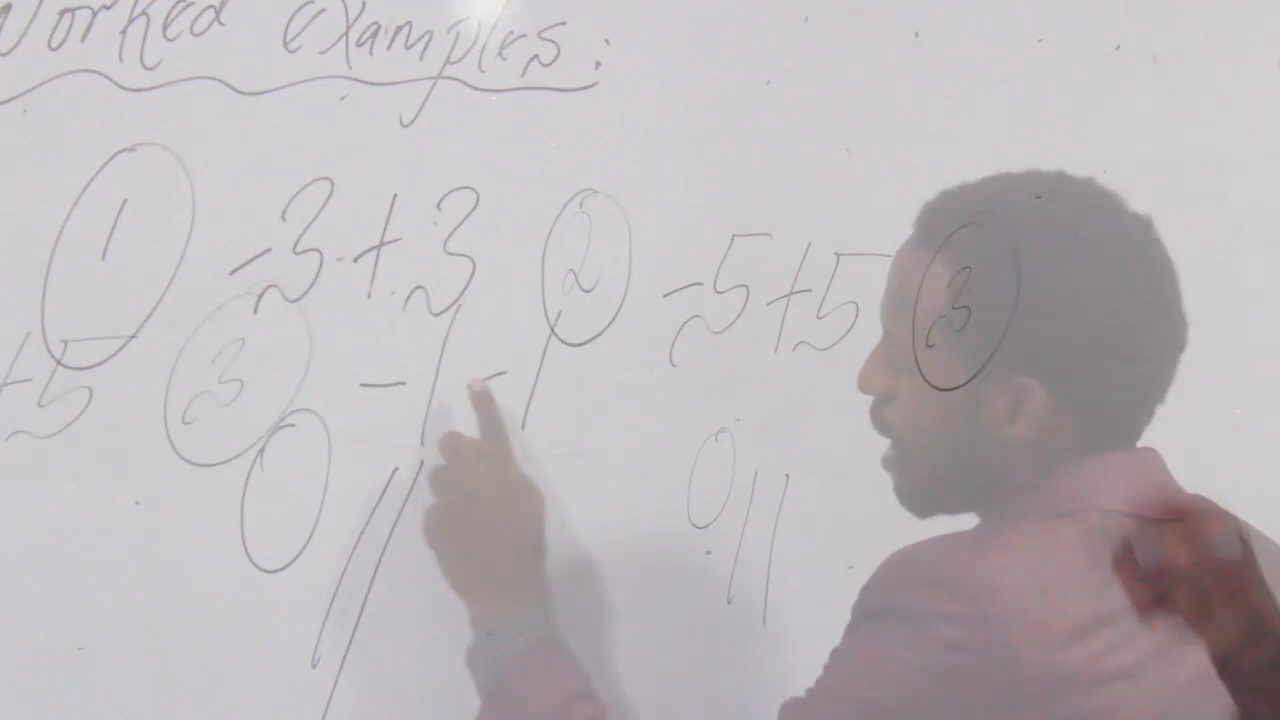 Worked examples:
1 -3+3 2 -5+5 3
+5 3 -1 -1
0 0